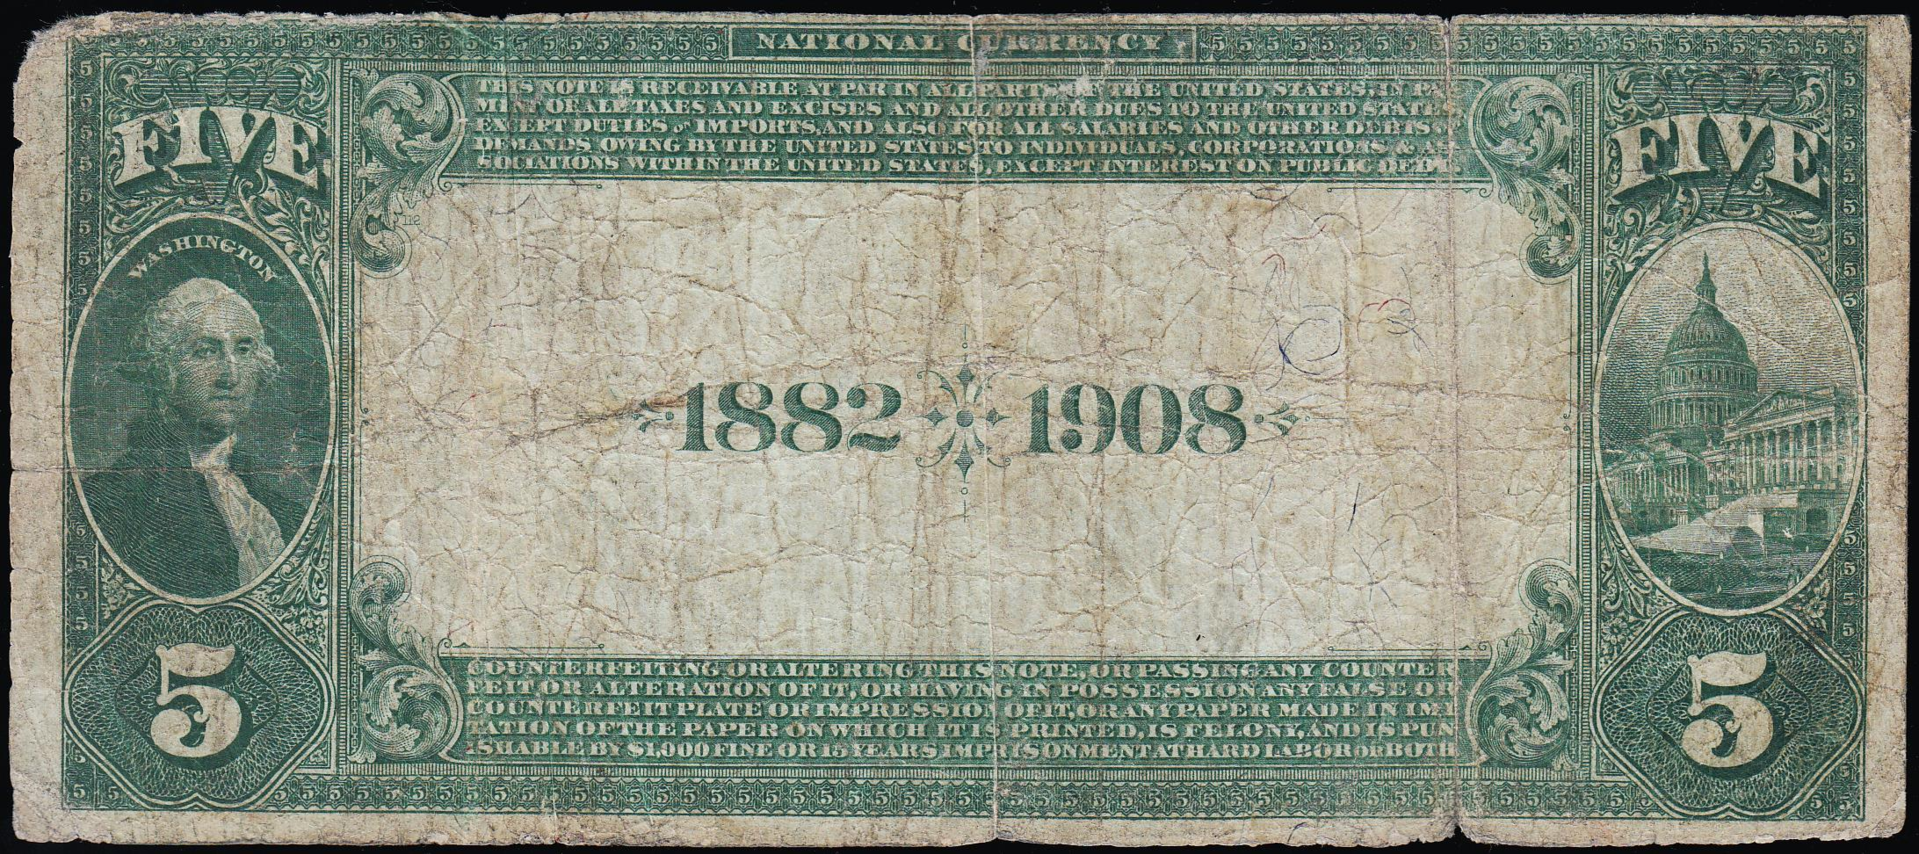 NATIONAL CURRENCY
FIVE
FIVE
THIS NOTE IS RECEIVABLE AT PAR IN ALL PARTS OF THE UNITED STATES, IN PA
MENT OF ALL TAXES AND EXCISES AND ALL OTHER DUES TO THE UNITED STATES
EXCEPT DUTIES of IMPORTS, AND ALSO FOR ALL SALARIES AND OTHER DEBTS &
DEMANDS OWING BY THE UNITED STATES TO INDIVIDUALS, CORPORATIONS & AS
SOCIATIONS WITHIN THE UNITED STATES, EXCEPT INTEREST ON PUBLIC DEBT
112
WASHINGTON
1882 1908
COUNTERFEITING OR ALTERING THIS NOTE, OR PASSING ANY COUNTER
FEIT OR ALTERATION OF IT, OR HAVING IN POSSESSION ANY FALSE OR
COUNTERFEIT PLATE OR IMPRESSION OF IT, OR ANY PAPER MADE IN IMI
TATION OF THE PAPER ON WHICH IT IS PRINTED, IS FELONY, AND IS PUN
ISHABLE BY $1,000 FINE OR 15 YEARS IMPRISONMENT AT HARD LABOR OR BOTH
5
5